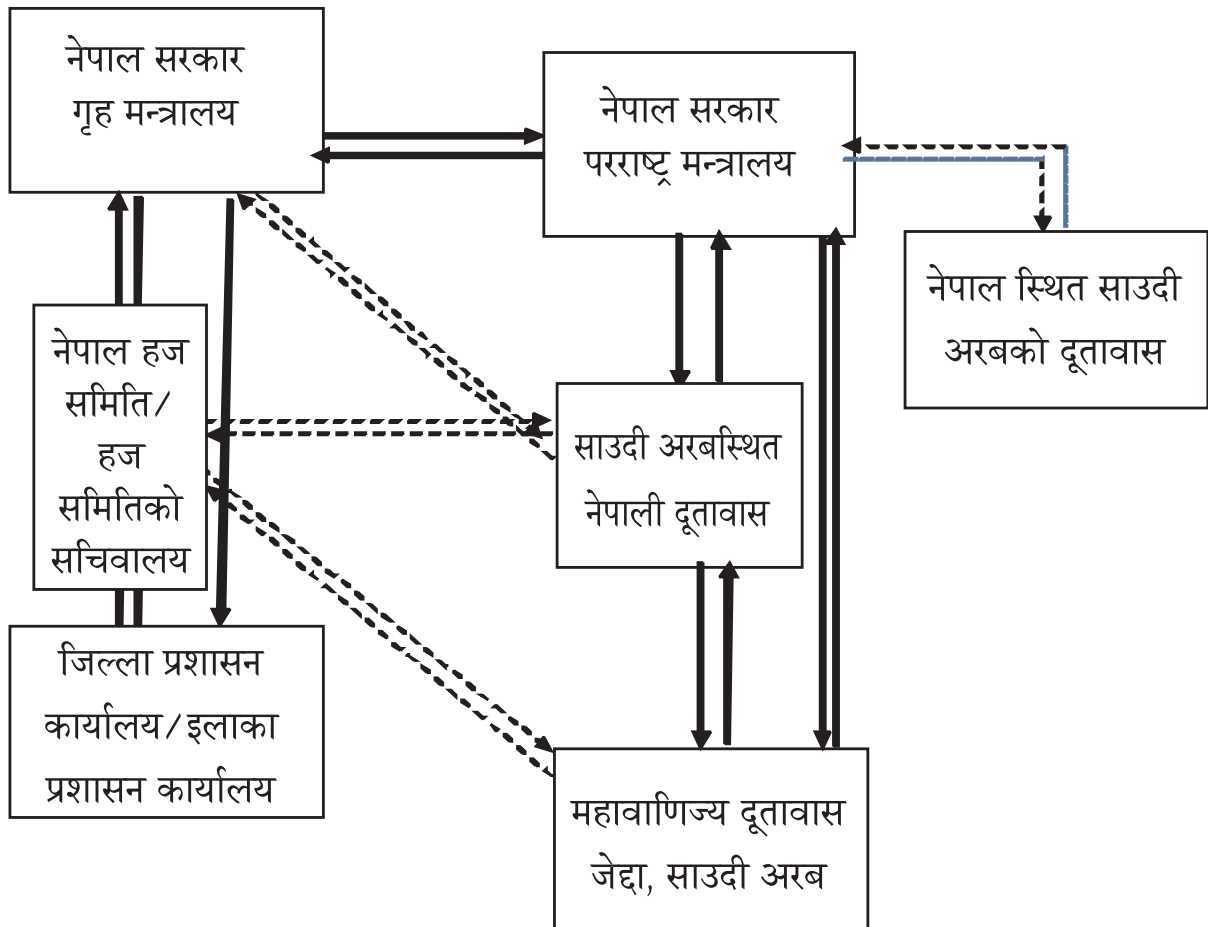 नेपाल सरकार
गृह मन्त्रालय
नेपाल सरकार
परराष्ट्र मन्त्रालय
नेपाल स्थित साउदी
अरबको दूतावास
नेपाल हज
समिति/
हज
समितिको
सचिवालय
साउदी अरबस्थित
नेपाली दूतावास
जिल्ला प्रशासन
कार्यालय/इलाका
प्रशासन कार्यालय
महावाणिज्य दूतावास
जेद्दा, साउदी अरब